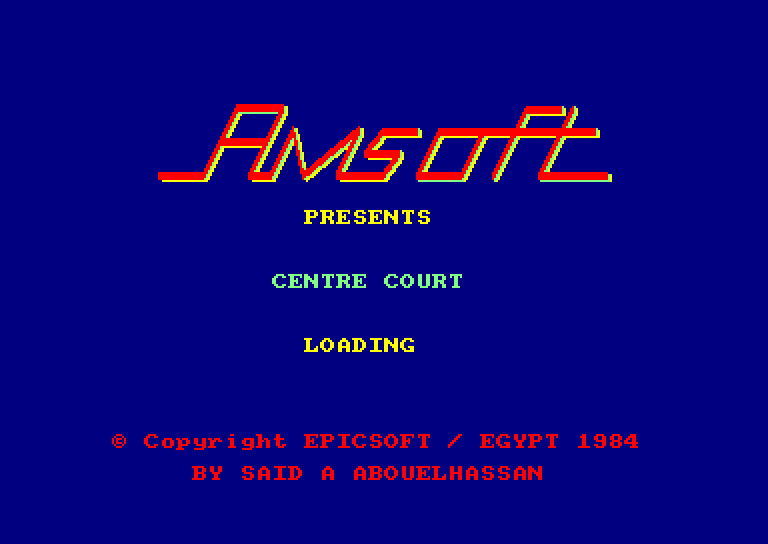 Amsoft
PRESENTS
CENTRE COURT
LOADING
© Copyright EPICSOFT / EGYPT 1984
BY SAID A ABOUELHASSAN